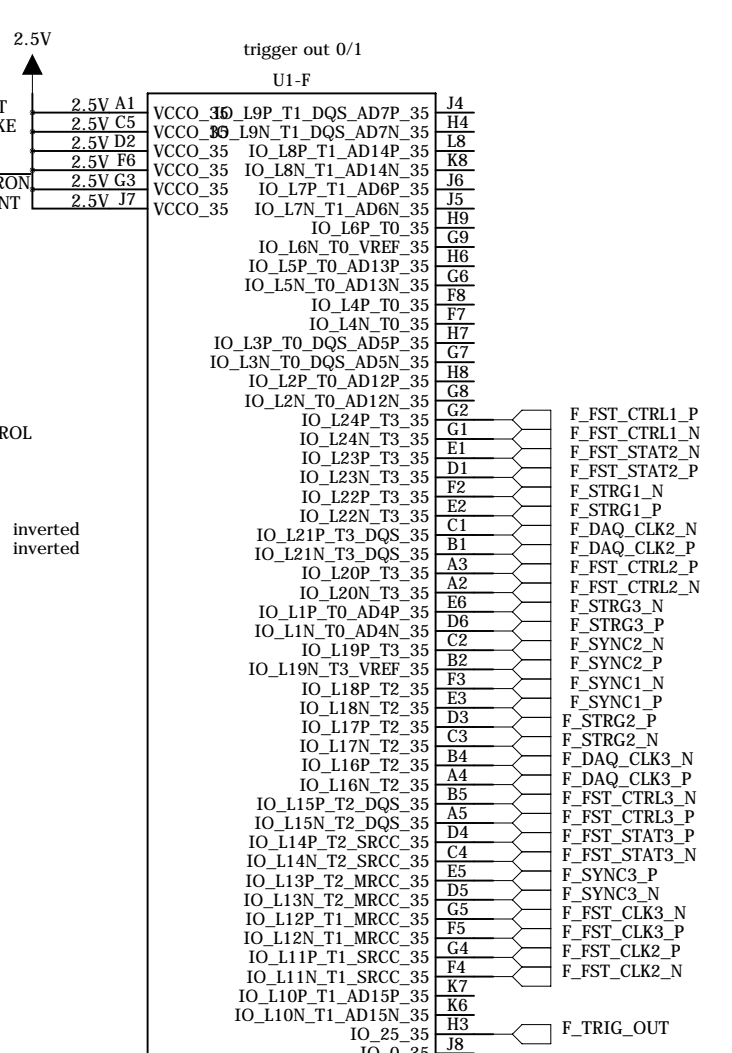 2.5V
trigger out 0/1
U1-F
2.5V A1 VCCO_35 IO_L9P_T1_DQS_AD7P_35 J4
2.5V C5 VCCO_35 IO_L9N_T1_DQS_AD7N_35 H4
2.5V D2 VCCO_35 IO_L8P_T1_AD14P_35 L8
2.5V F6 VCCO_35 IO_L8N_T1_AD14N_35 K8
2.5V G3 VCCO_35 IO_L7P_T1_AD6P_35 J6
2.5V J7 VCCO_35 IO_L7N_T1_AD6N_35 J5
IO_L6P_T0_35 H9
IO_L6N_T0_VREF_35 G9
IO_L5P_T0_AD13P_35 H6
IO_L5N_T0_AD13N_35 G6
IO_L4P_T0_35 F8
IO_L4N_T0_35 F7
IO_L3P_T0_DQS_AD5P_35 H7
IO_L3N_T0_DQS_AD5N_35 G7
IO_L2P_T0_AD12P_35 H8
IO_L2N_T0_AD12N_35 G8
IO_L24P_T3_35 G2 F_FST_CTRL1_P
ROL IO_L24N_T3_35 G1 F_FST_CTRL1_N
IO_L23P_T3_35 E1 F_FST_STAT2_N
IO_L23N_T3_35 D1 F_FST_STAT2_P
IO_L22P_T3_35 F2 F_STRG1_N
IO_L22N_T3_35 E2 F_STRG1_P
inverted IO_L21P_T3_DQS_35 C1 F_DAQ_CLK2_N
inverted IO_L21N_T3_DQS_35 B1 F_DAQ_CLK2_P
IO_L20P_T3_35 A3 F_FST_CTRL2_P
IO_L20N_T3_35 A2 F_FST_CTRL2_N
IO_L1P_T0_AD4P_35 E6 F_STRG3_N
IO_L1N_T0_AD4N_35 D6 F_STRG3_P
IO_L19P_T3_35 C2 F_SYNC2_N
IO_L19N_T3_VREF_35 B2 F_SYNC2_P
IO_L18P_T2_35 F3 F_SYNC1_N
IO_L18N_T2_35 E3 F_SYNC1_P
IO_L17P_T2_35 D3 F_STRG2_P
IO_L17N_T2_35 C3 F_STRG2_N
IO_L16P_T2_35 B4 F_DAQ_CLK3_N
IO_L16N_T2_35 A4 F_DAQ_CLK3_P
IO_L15P_T2_DQS_35 B5 F_FST_CTRL3_N
IO_L15N_T2_DQS_35 A5 F_FST_CTRL3_P
IO_L14P_T2_SRCC_35 D4 F_FST_STAT3_P
IO_L14N_T2_SRCC_35 C4 F_FST_STAT3_N
IO_L13P_T2_MRCC_35 E5 F_SYNC3_P
IO_L13N_T2_MRCC_35 D5 F_SYNC3_N
IO_L12P_T1_MRCC_35 G5 F_FST_CLK3_N
IO_L12N_T1_MRCC_35 F5 F_FST_CLK3_P
IO_L11P_T1_SRCC_35 G4 F_FST_CLK2_P
IO_L11N_T1_SRCC_35 F4 F_FST_CLK2_N
IO_L10P_T1_AD15P_35 K7
IO_L10N_T1_AD15N_35 K6
IO_25_35 H3 F_TRIG_OUT
IO_0_35 J8